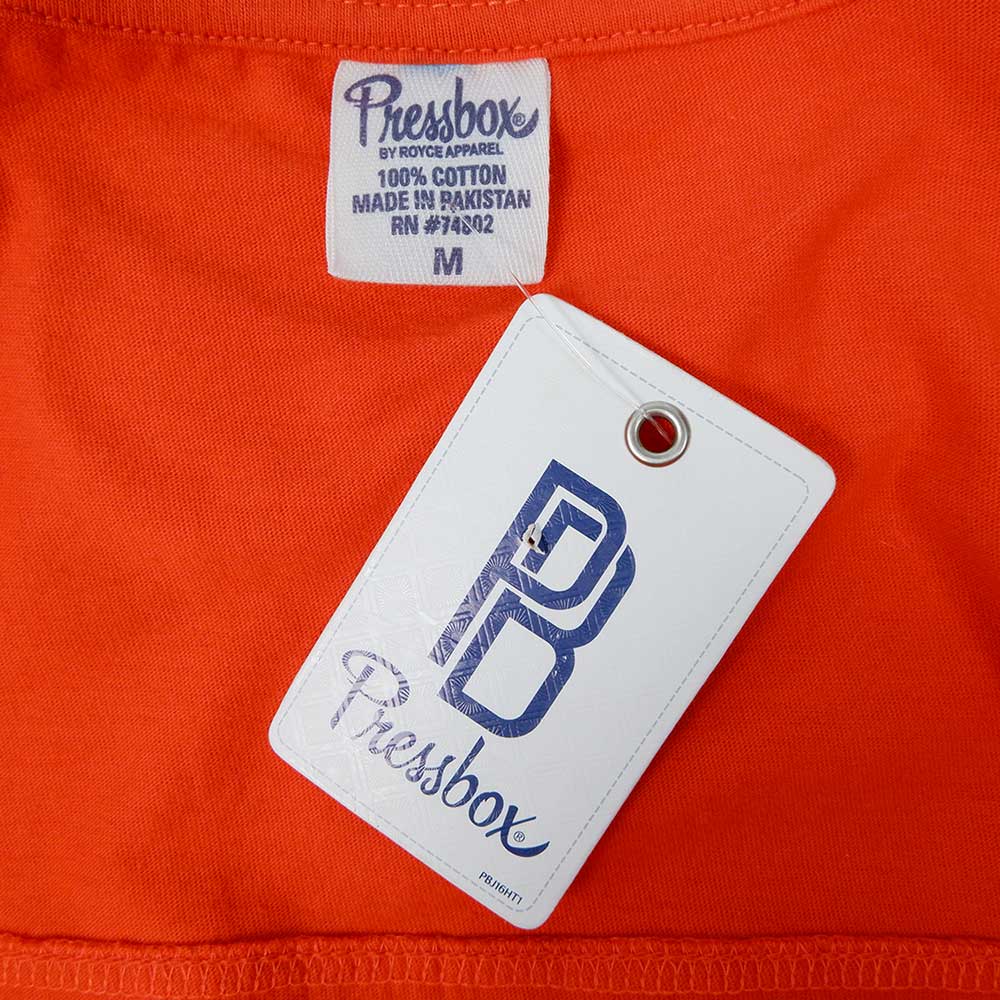 Pressbox®
BY ROYCE APPAREL
100% COTTON
MADE IN PAKISTAN
RN #74802
M
PB
Pressbox®
PBJ16HT1